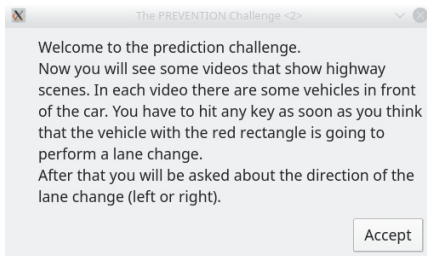 The PREVENTION Challenge <2>
Welcome to the prediction challenge.
Now you will see some videos that show highway
scenes. In each video there are some vehicles in front
of the car. You have to hit any key as soon as you think
that the vehicle with the red rectangle is going to
perform a lane change.
After that you will be asked about the direction of the
lane change (left or right).
Accept